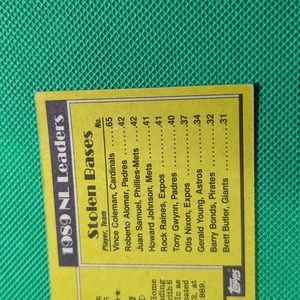 1989 NL Leaders
Stolen Bases
Player, Team No.
Vince Coleman, Cardinals . .65
Roberto Alomar, Padres . .42
Juan Samuel, Phillies-Mets . .42
Howard Johnson, Mets . .41
Rock Raines, Expos . .41
Tony Gwynn, Padres . .40
Otis Nixon, Expos . .37
Gerald Young, Astros . .34
Barry Bonds, Pirates . .32
Brett Butler, Giants . .31
Topps